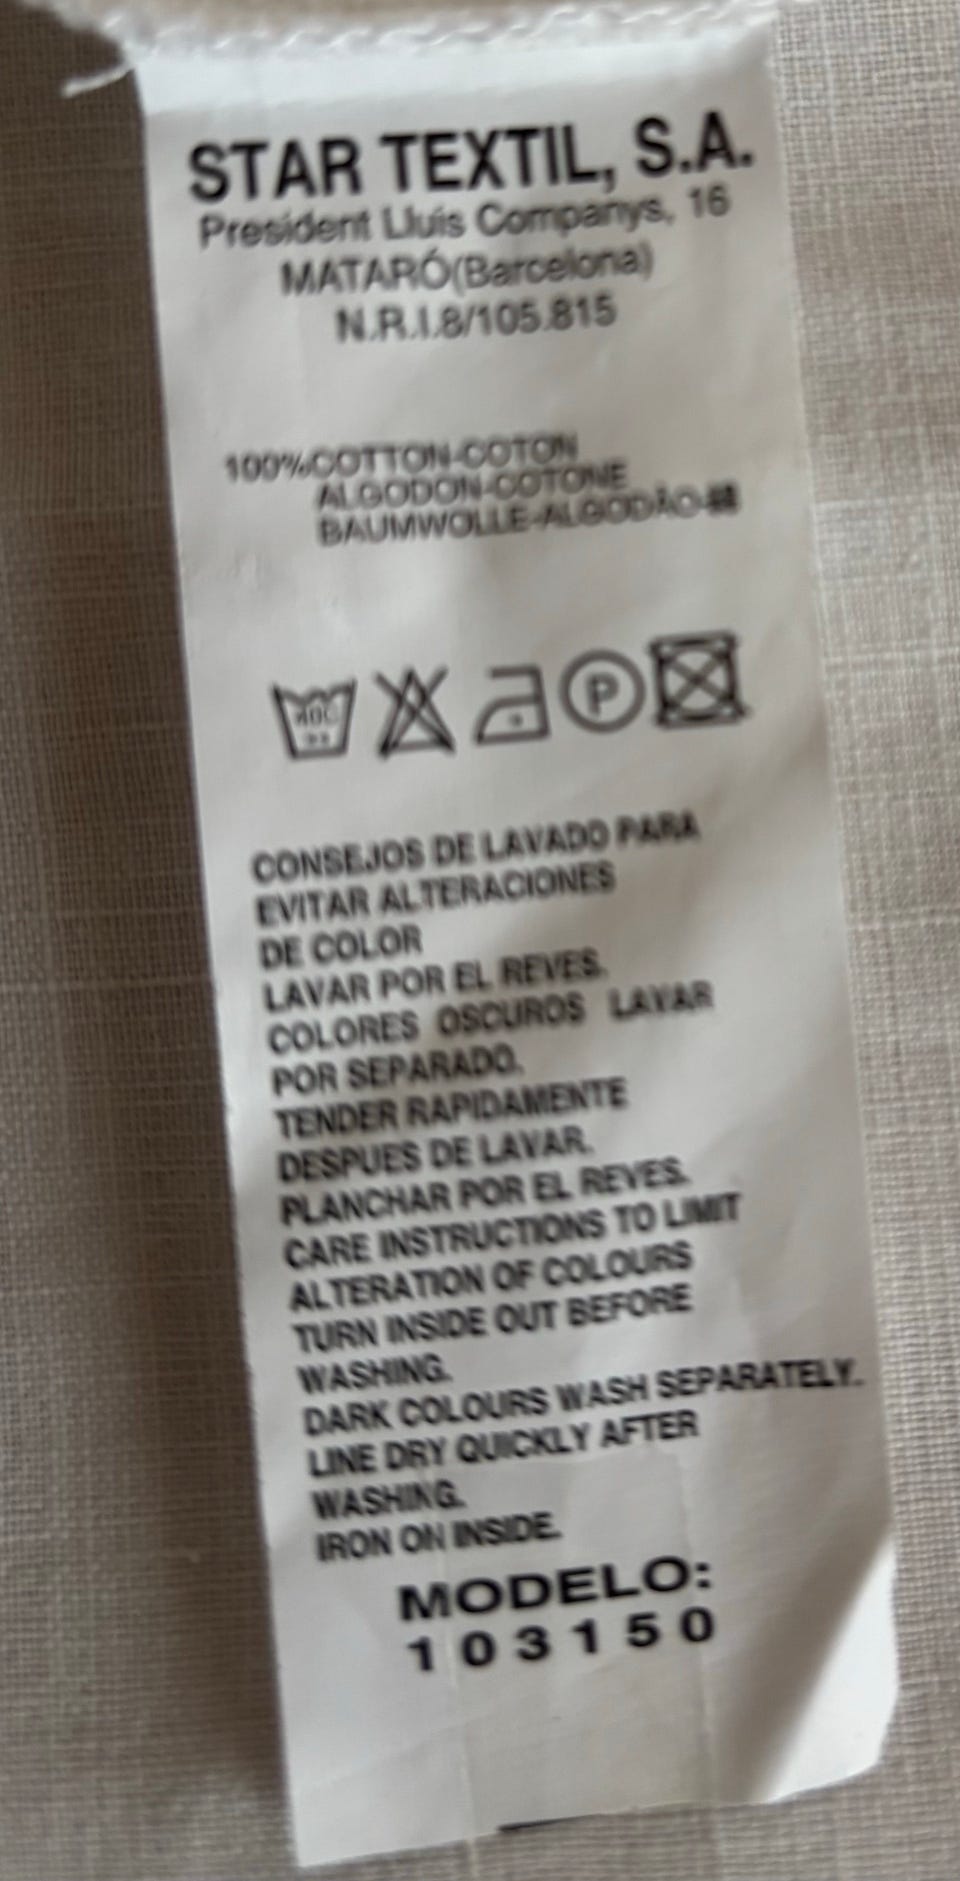 STAR TEXTIL, S.A.
President Lluis Companys, 16
MATARÓ(Barcelona)
N.R.I.8/105.815
100%COTTON-COTON
ALGODON-COTONE
BAUMWOLLE-ALGODÃO-
P
CONSEJOS DE LAVADO PARA
EVITAR ALTERACIONES
DE COLOR
LAVAR POR EL REVES.
COLORES OSCUROS LAVAR
POR SEPARADO.
TENDER RAPIDAMENTE
DESPUES DE LAVAR.
PLANCHAR POR EL REVES.
CARE INSTRUCTIONS TO LIMIT
ALTERATION OF COLOURS
TURN INSIDE OUT BEFORE
WASHING.
DARK COLOURS WASH SEPARATELY.
LINE DRY QUICKLY AFTER
WASHING.
IRON ON INSIDE.
MODELO:
103150